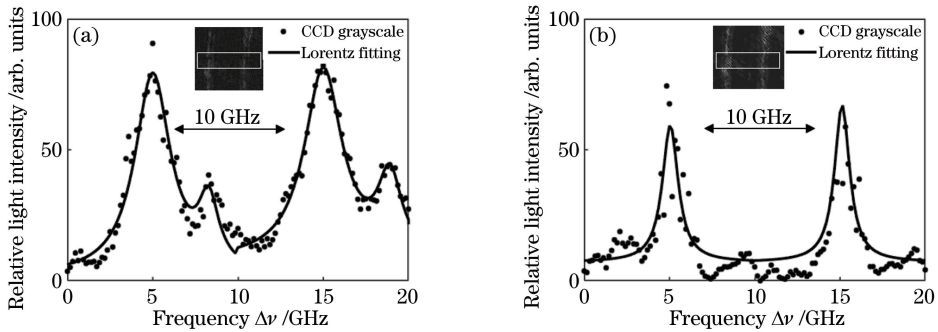 Relative light intensity /arb. units
100
50
0
(a)
CCD grayscale
Lorentz fitting
10 GHz
0 5 10 15 20
Frequency Δν /GHz
Relative light intensity /arb. units
100
50
0
(b)
CCD grayscale
Lorentz fitting
10 GHz
0 5 10 15 20
Frequency Δν /GHz